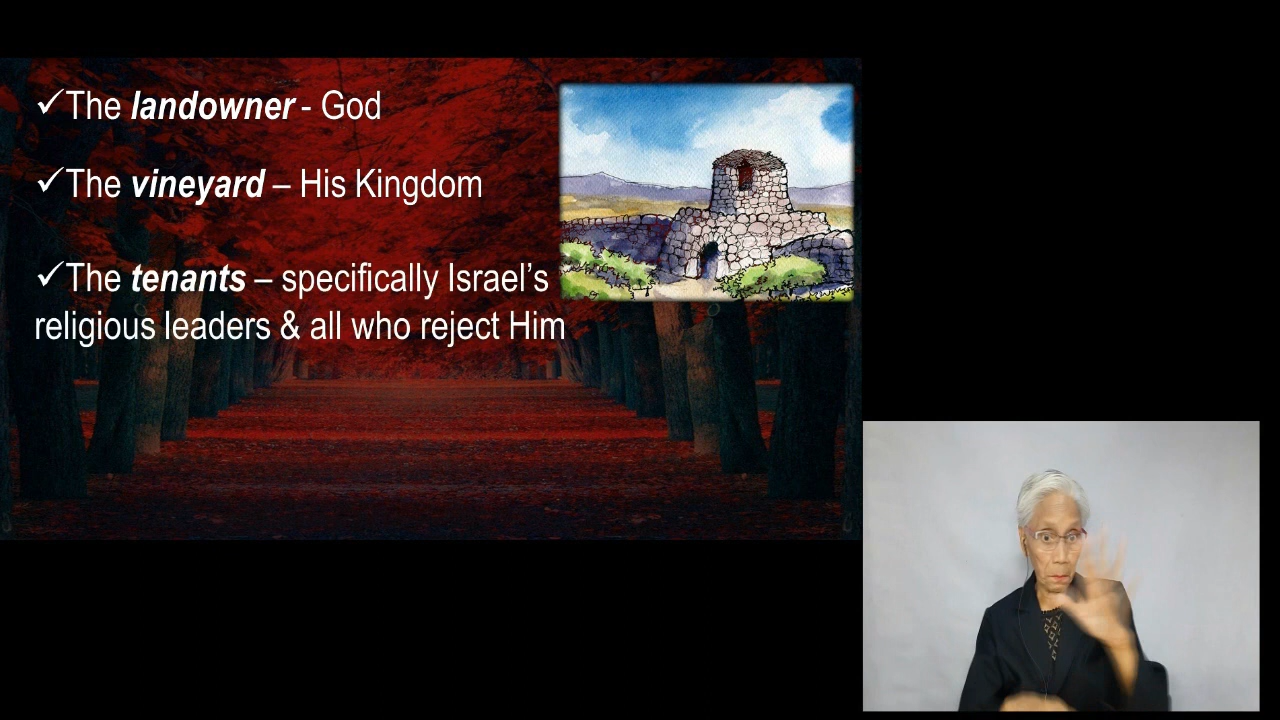 ✓The landowner - God
✓The vineyard – His Kingdom
✓The tenants – specifically Israel’s
religious leaders & all who reject Him